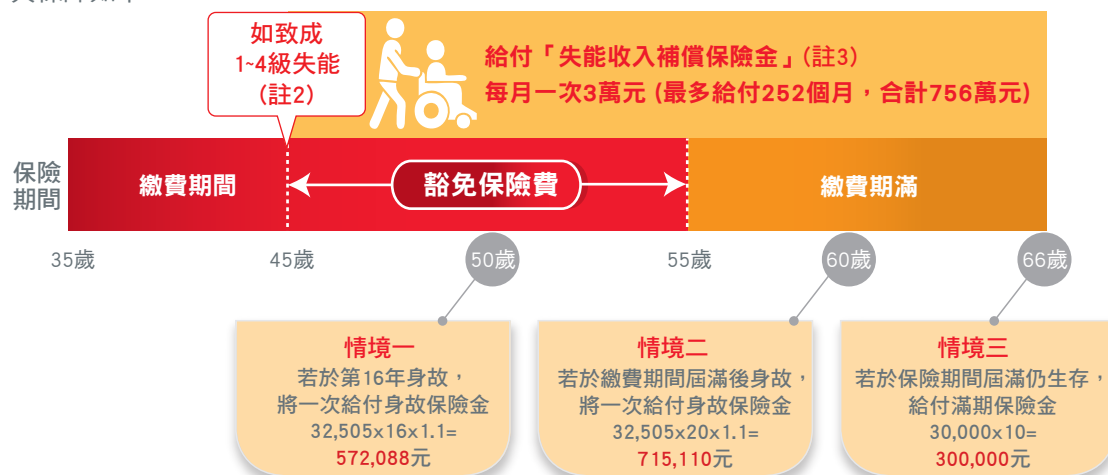 如致成
1~4級失能
(註2)
給付「失能收入補償保險金」(註3)
每月一次3萬元 (最多給付252個月，合計756萬元)
保險
期間
繳費期間
豁免保險費
繳費期滿
35歲
45歲
50歲
55歲
60歲
66歲
情境一
若於第16年身故，
將一次給付身故保險金
32,505x16x1.1=
572,088元
情境二
若於繳費期間屆滿後身故，
將一次給付身故保險金
32,505x20x1.1=
715,110元
情境三
若於保險期間屆滿仍生存，
給付滿期保險金
30,000x10=
300,000元